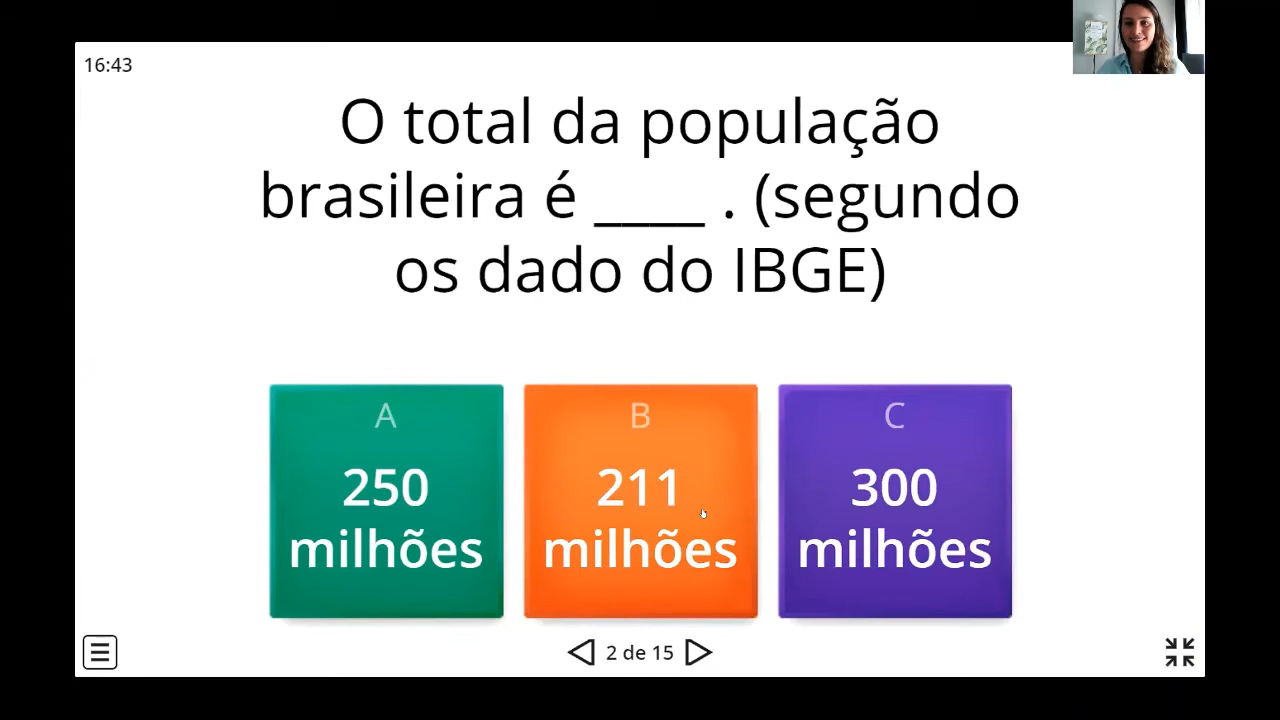 16:43
O total da população
brasileira é ____ . (segundo
os dado do IBGE)
A
250
milhões
B
211
milhões
C
300
milhões
2 de 15